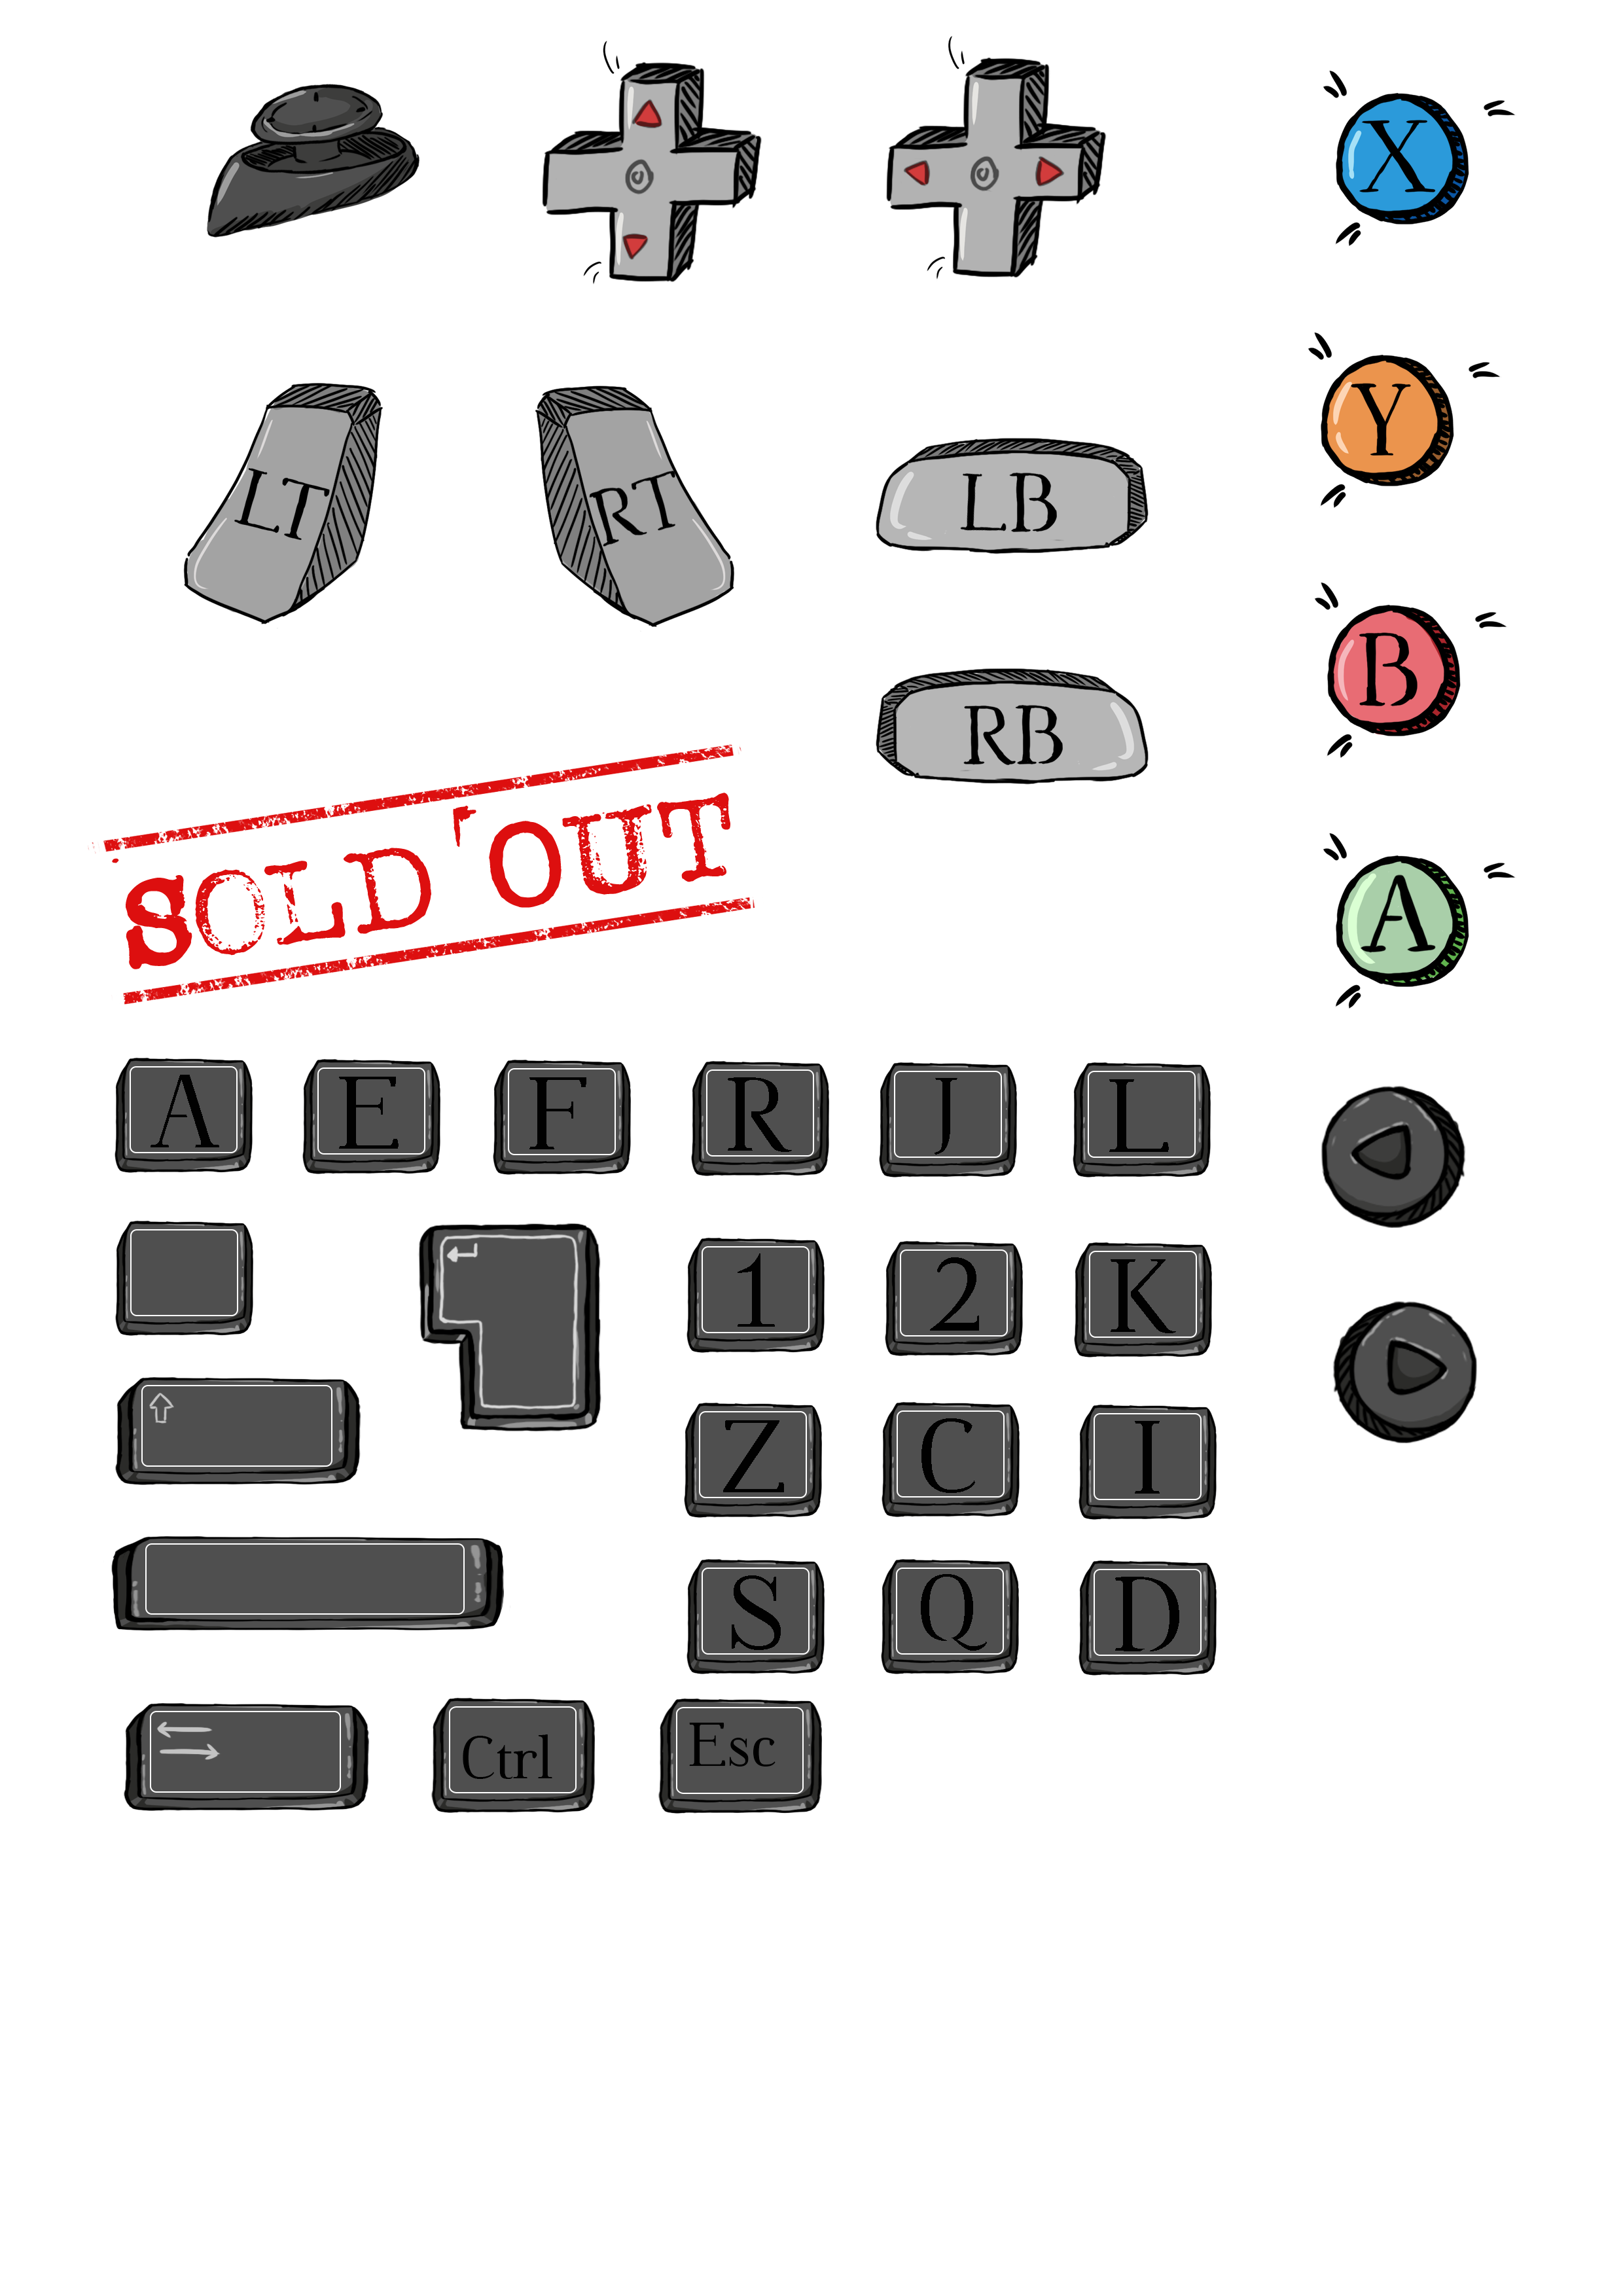 X
Y
LT RT LB
B
RB
SOLD OUT
A
A E F R J L
1 2 K
Z C I
S Q D
Ctrl Esc